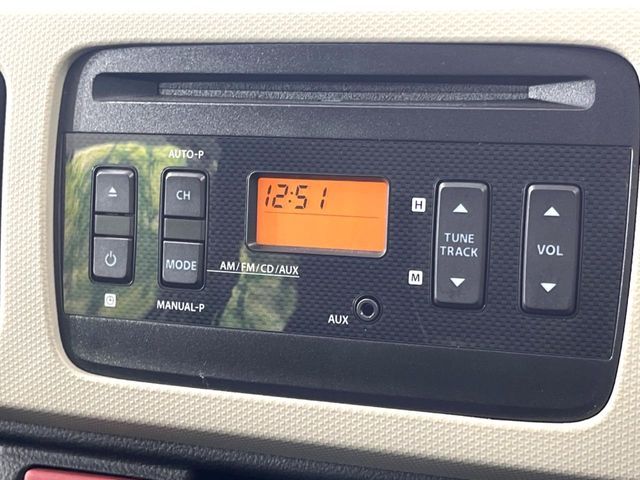 AUTO-P
CH
12:51
H
TUNE
TRACK
VOL
MODE
AM/FM/CD/AUX
M
MANUAL-P
AUX